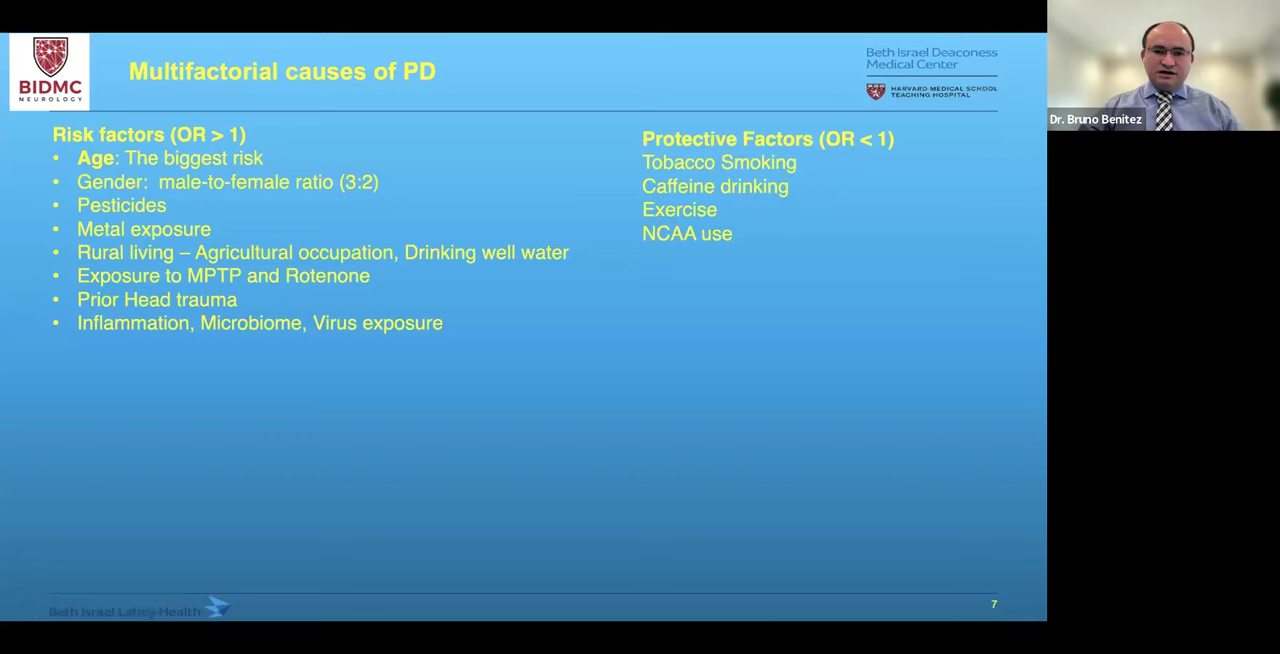 BIDMC
NEUROLOGY
Multifactorial causes of PD
Beth Israel Deaconess
Medical Center
HARVARD MEDICAL SCHOOL
TEACHING HOSPITAL
Dr. Bruno Benitez
Risk factors (OR > 1)
• Age: The biggest risk
• Gender: male-to-female ratio (3:2)
• Pesticides
• Metal exposure
• Rural living – Agricultural occupation, Drinking well water
• Exposure to MPTP and Rotenone
• Prior Head trauma
• Inflammation, Microbiome, Virus exposure
Protective Factors (OR < 1)
Tobacco Smoking
Caffeine drinking
Exercise
NCAA use
Beth Israel Lahey Health
7